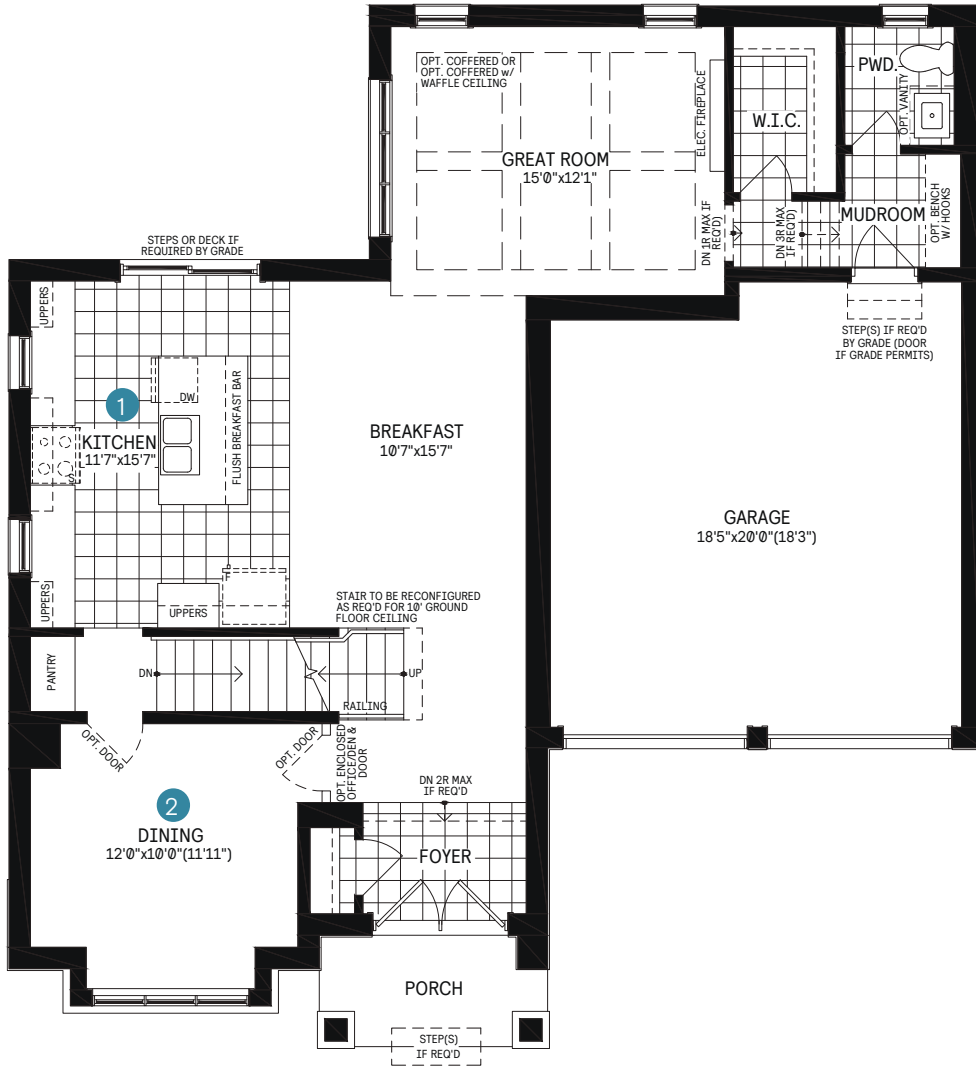 OPT. COFFERED OR
OPT. COFFERED w/
WAFFLE CEILING
ELEC. FIREPLACE
GREAT ROOM
15'0"x12'1"
W.I.C.
PWD.
OPT. VANITY
DN 1R MAX IF
REQ'D)
DN 3R MAX
IF REQ'D)
MUDROOM
OPT. BENCH
W/ HOOKS
STEPS OR DECK IF
REQUIRED BY GRADE
UPPERS
1
KITCHEN
11'7"x15'7"
DW
FLUSH BREAKFAST BAR
BREAKFAST
10'7"x15'7"
STEP(S) IF REQ'D
BY GRADE (DOOR
IF GRADE PERMITS)
GARAGE
18'5"x20'0"(18'3")
UPPERS
UPPERS
F
S
STAIR TO BE RECONFIGURED
AS REQ'D FOR 10' GROUND
FLOOR CEILING
PANTRY
DN
UP
RAILING
OPT. DOOR
OPT. DOOR
OPT. ENCLOSED
OFFICE/DEN &
DOOR
DN 2R MAX
IF REQ'D
2
DINING
12'0"x10'0"(11'11")
FOYER
PORCH
STEP(S)
IF REQ'D